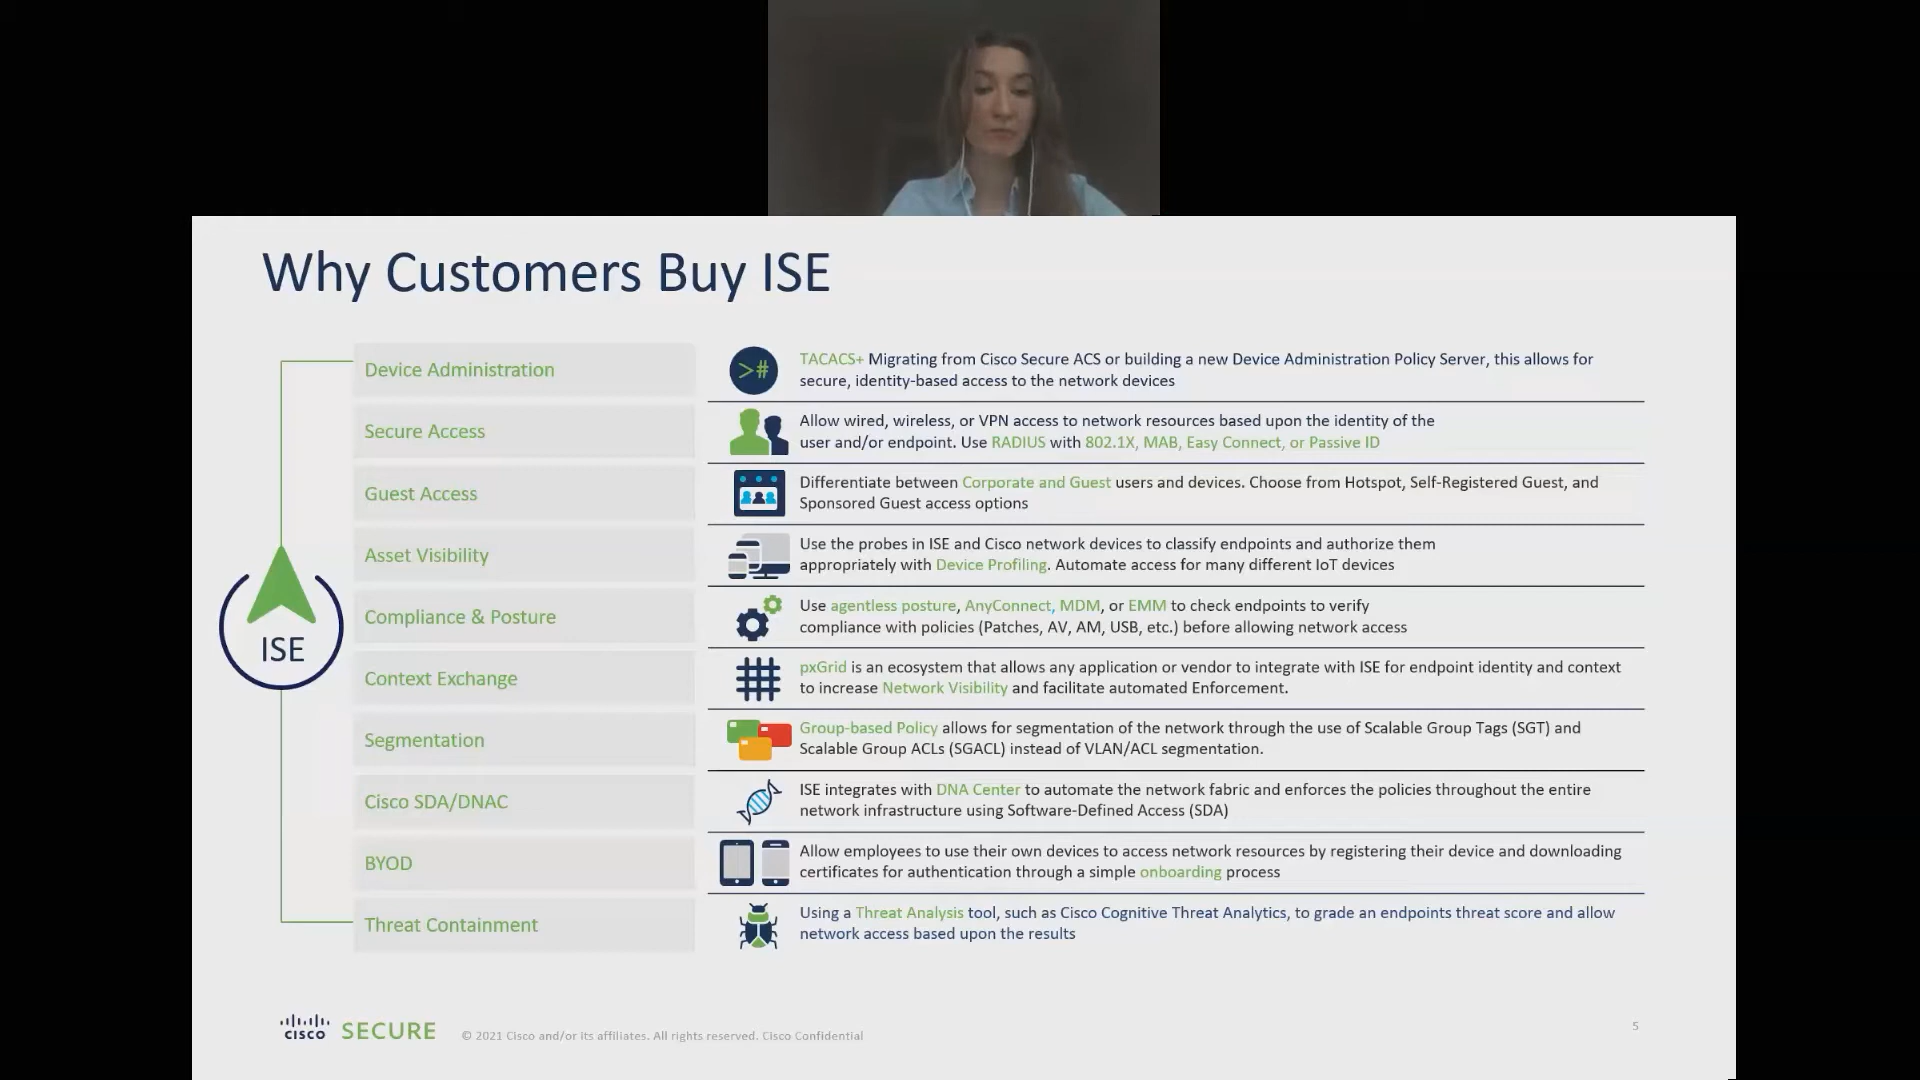 Why Customers Buy ISE
ISE
Device Administration
>#
TACACS+ Migrating from Cisco Secure ACS or building a new Device Administration Policy Server, this allows for
secure, identity-based access to the network devices
Secure Access
Allow wired, wireless, or VPN access to network resources based upon the identity of the
user and/or endpoint. Use RADIUS with 802.1X, MAB, Easy Connect, or Passive ID
Guest Access
Differentiate between Corporate and Guest users and devices. Choose from Hotspot, Self-Registered Guest, and
Sponsored Guest access options
Asset Visibility
Use the probes in ISE and Cisco network devices to classify endpoints and authorize them
appropriately with Device Profiling. Automate access for many different IoT devices
Compliance & Posture
Use agentless posture, AnyConnect, MDM, or EMM to check endpoints to verify
compliance with policies (Patches, AV, AM, USB, etc.) before allowing network access
Context Exchange
pxGrid is an ecosystem that allows any application or vendor to integrate with ISE for endpoint identity and context
to increase Network Visibility and facilitate automated Enforcement.
Segmentation
Group-based Policy allows for segmentation of the network through the use of Scalable Group Tags (SGT) and
Scalable Group ACLs (SGACL) instead of VLAN/ACL segmentation.
Cisco SDA/DNAC
ISE integrates with DNA Center to automate the network fabric and enforces the policies throughout the entire
network infrastructure using Software-Defined Access (SDA)
BYOD
Allow employees to use their own devices to access network resources by registering their device and downloading
certificates for authentication through a simple onboarding process
Threat Containment
Using a Threat Analysis tool, such as Cisco Cognitive Threat Analytics, to grade an endpoints threat score and allow
network access based upon the results
cisco SECURE
© 2021 Cisco and/or its affiliates. All rights reserved. Cisco Confidential
5